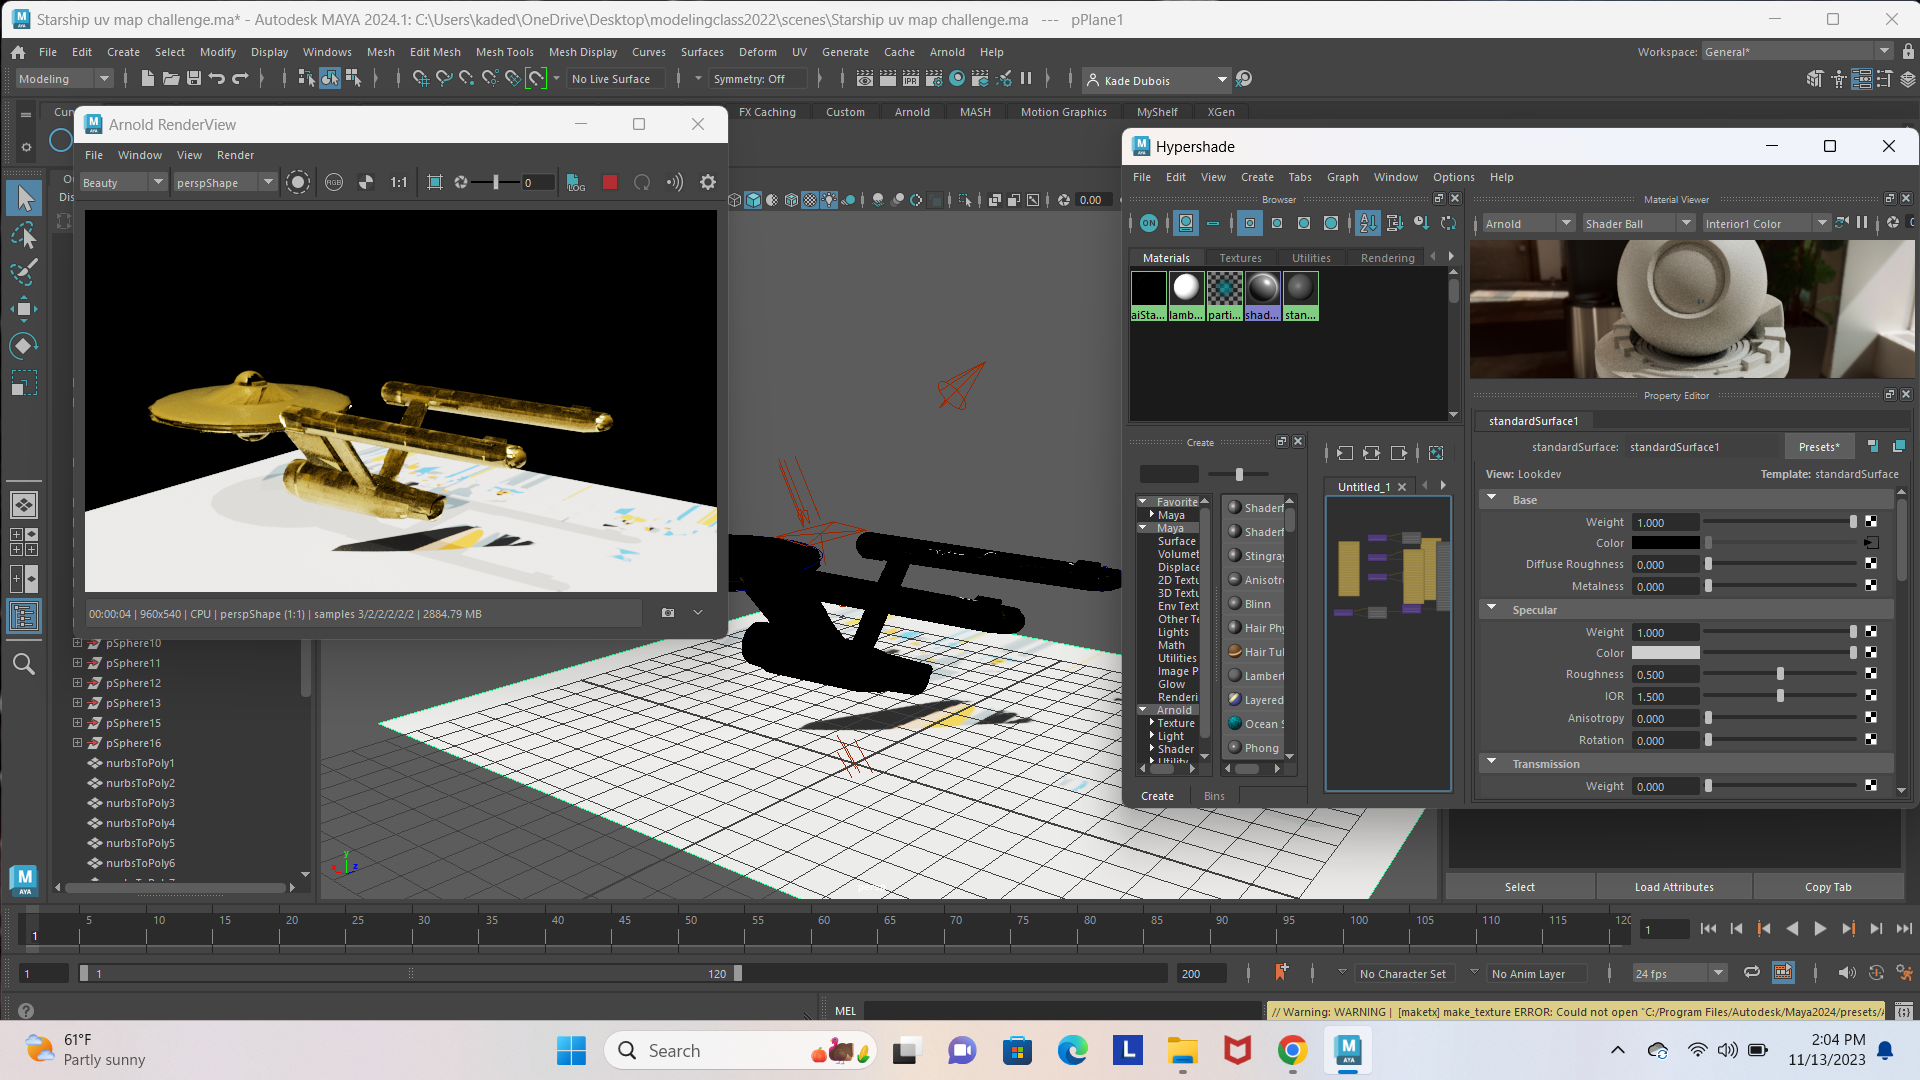 Starship uv map challenge.ma* - Autodesk MAYA 2024.1: C:\Users\kaded\OneDrive\Desktop\modelingclass2022\scenes\Starship uv map challenge.ma --- pPlane1
File Edit Create Select Modify Display Windows Mesh Edit Mesh Mesh Tools Mesh Display Curves Surfaces Deform UV Generate Cache Arnold Help
Workspace: General*
Modeling
No Live Surface
Symmetry: Off
Kade Dubois
FX Caching Custom Arnold MASH Motion Graphics MyShelf XGen
Arnold RenderView
File Window View Render
Beauty
perspShape
1:1
0
LOG
0.00
Hypershade
File Edit View Create Tabs Graph Window Options Help
Browser
ON
Materials Textures Utilities Rendering
aiSta... lamb... parti... shad... stan...
Material Viewer
Arnold
Shader Ball
Interior1 Color
Property Editor
standardSurface1
standardSurface: standardSurface1
Presets*
View: Lookdev
Template: standardSurface
Base
Weight 1.000
Color
Diffuse Roughness 0.000
Metalness 0.000
Specular
Weight 1.000
Color
Roughness 0.500
IOR 1.500
Anisotropy 0.000
Rotation 0.000
Transmission
Weight 0.000
Create
Favorite
Maya
Maya
Surface
Volumet
Displace
2D Textu
3D Textu
Env Text
Other Te
Lights
Math
Utilities
Image P
Glow
Renderi
Arnold
Texture
Light
Shader
Utility
Shaderf
Shaderf
Stingray
Anisotr
Blinn
Hair Phy
Hair Tul
Lambert
Layered
Ocean S
Phong
Create Bins
Untitled_1
00:00:04 | 960x540 | CPU | perspShape (1:1) | samples 3/2/2/2/2/2 | 2884.79 MB
pSphere10
pSphere11
pSphere12
pSphere13
pSphere15
pSphere16
nurbsToPoly1
nurbsToPoly2
nurbsToPoly3
nurbsToPoly4
nurbsToPoly5
nurbsToPoly6
Select
Load Attributes
Copy Tab
5 10 15 20 25 30 35 40 45 50 55 60 65 70 75 80 85 90 95 100 105 110 115 120
1
1
1
1
120
200
No Character Set
No Anim Layer
24 fps
MEL
// Warning: WARNING | [maketx] make_texture ERROR: Could not open "C:/Program Files/Autodesk/Maya2024/presets/A
61°F
Partly sunny
Search
2:04 PM
11/13/2023